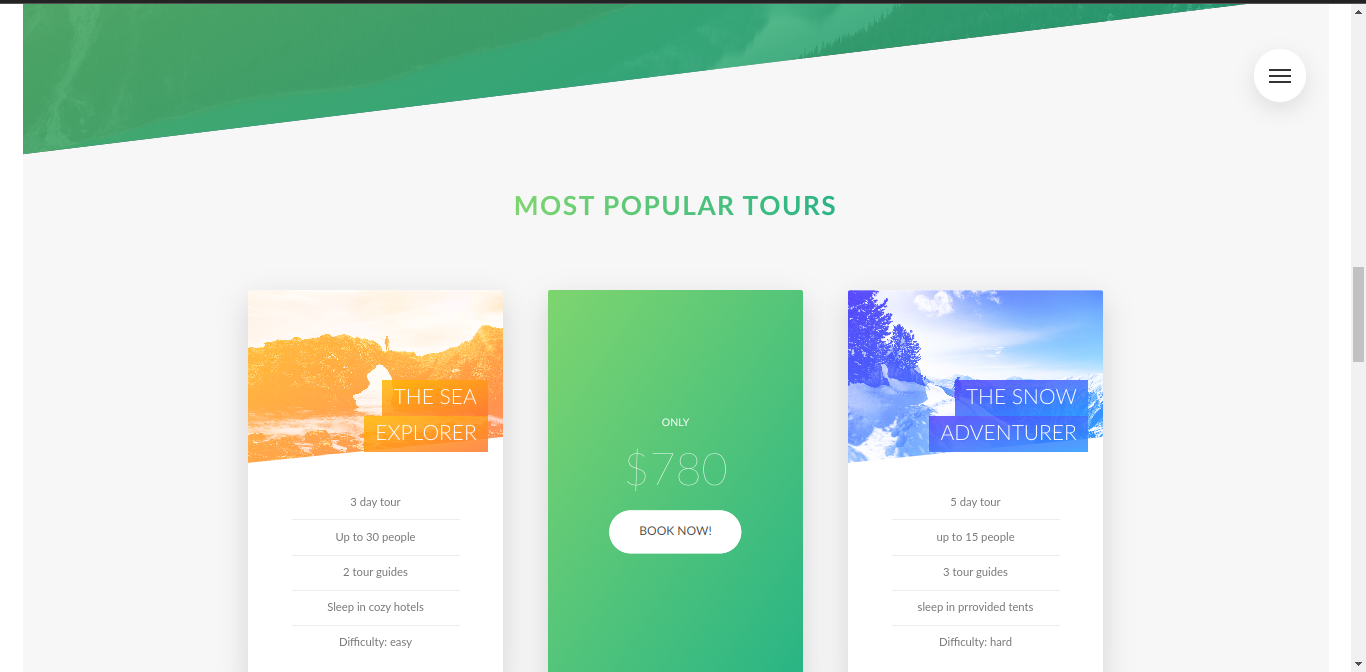 MOST POPULAR TOURS
THE SEA
EXPLORER
3 day tour
Up to 30 people
2 tour guides
Sleep in cozy hotels
Difficulty: easy
ONLY
$780
BOOK NOW!
THE SNOW
ADVENTURER
5 day tour
up to 15 people
3 tour guides
sleep in prrovided tents
Difficulty: hard